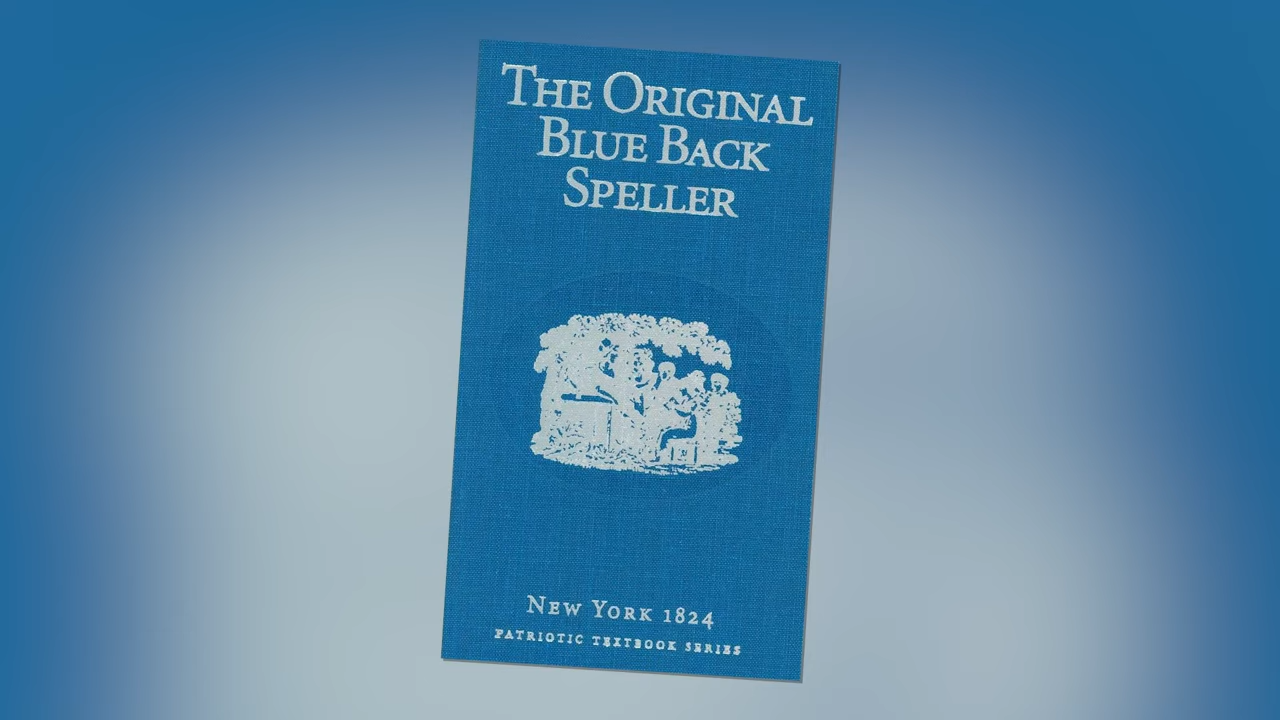 The Original
Blue Back
Speller
New York 1824
PATRIOTIC TEXTBOOK SERIES